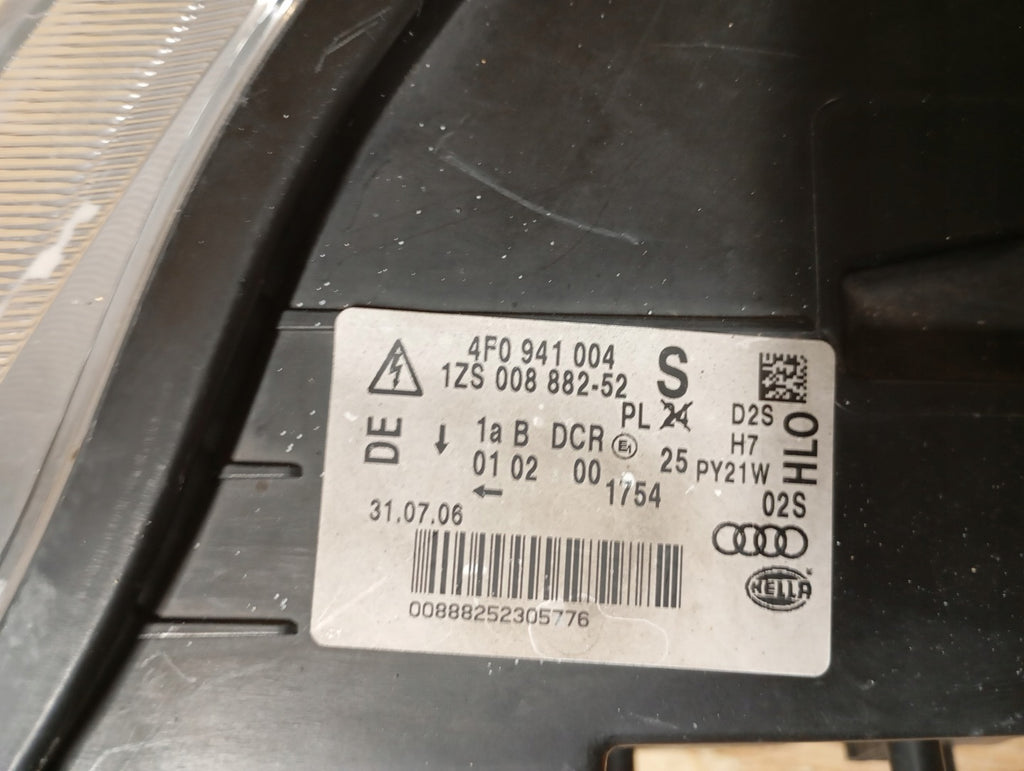 4F0 941 004 S
1ZS 008 882-52
PL 24 D2S
DE 1a B DCR E1 H7 HLO
01 02 00 25 PY21W
1754 02S
31.07.06
00888252305776
HELLA